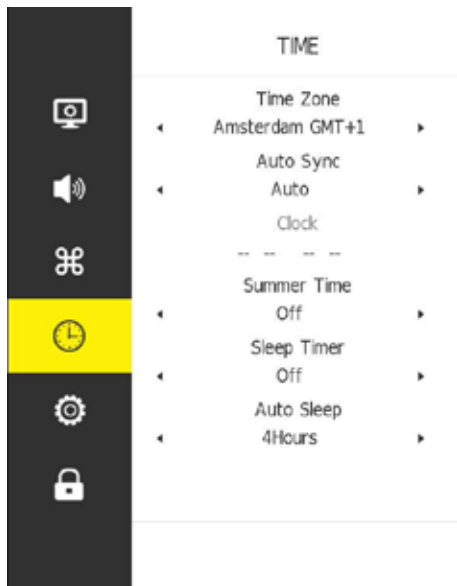 TIME
Time Zone
Amsterdam GMT+1
Auto Sync
Auto
Clock
-- -- -- --
Summer Time
Off
Sleep Timer
Off
Auto Sleep
4Hours